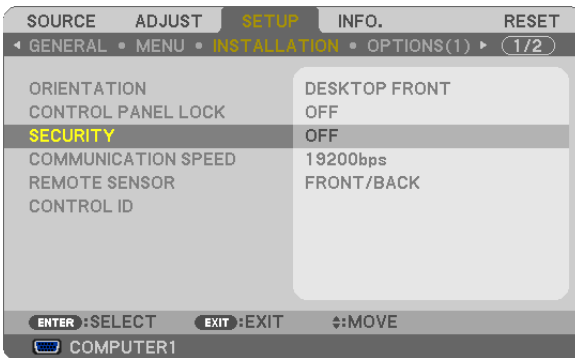 SOURCE ADJUST SETUP INFO. RESET
GENERAL • MENU • INSTALLATION • OPTIONS(1) 1/2
ORIENTATION DESKTOP FRONT
CONTROL PANEL LOCK OFF
SECURITY OFF
COMMUNICATION SPEED 19200bps
REMOTE SENSOR FRONT/BACK
CONTROL ID
ENTER :SELECT EXIT :EXIT :MOVE
COMPUTER1